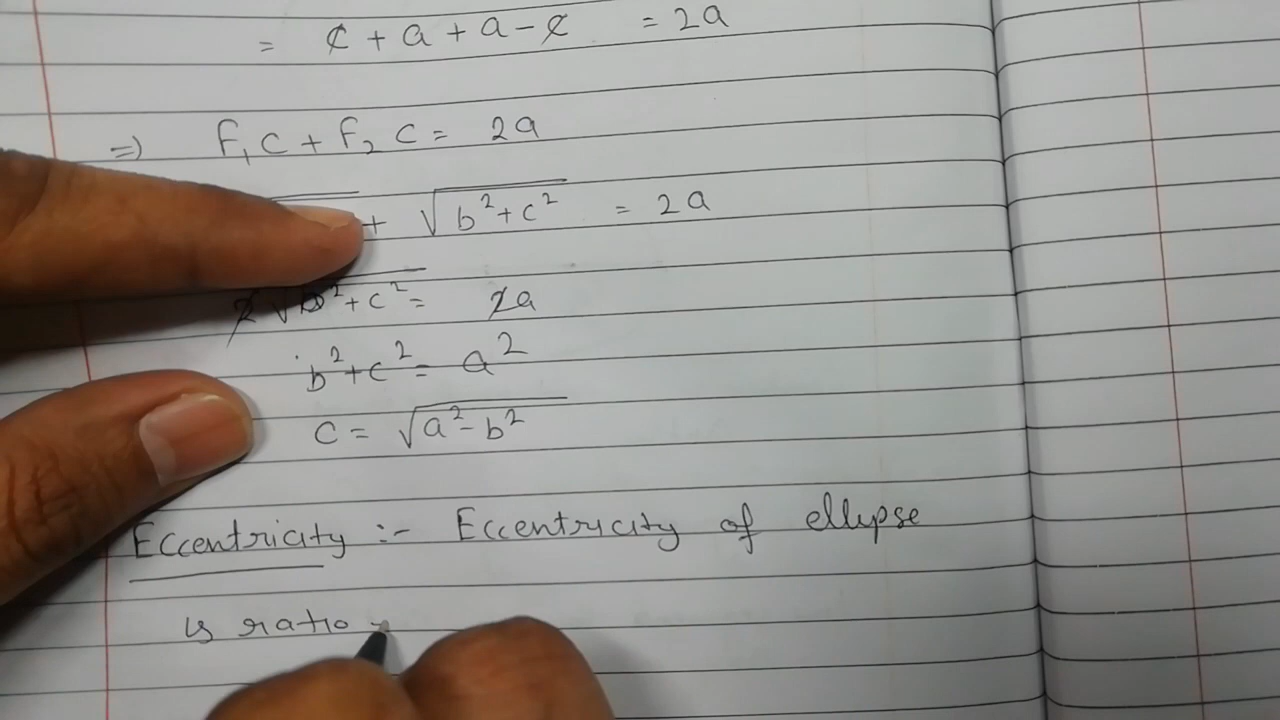 = c + a + a - c = 2a
=> F₁C + F₂C = 2a
+ √b²+c² = 2a
2√b²+c² = 2a
b²+c² = a²
c = √a²-b²
Eccentricity :- Eccentricity of ellipse
is ratio